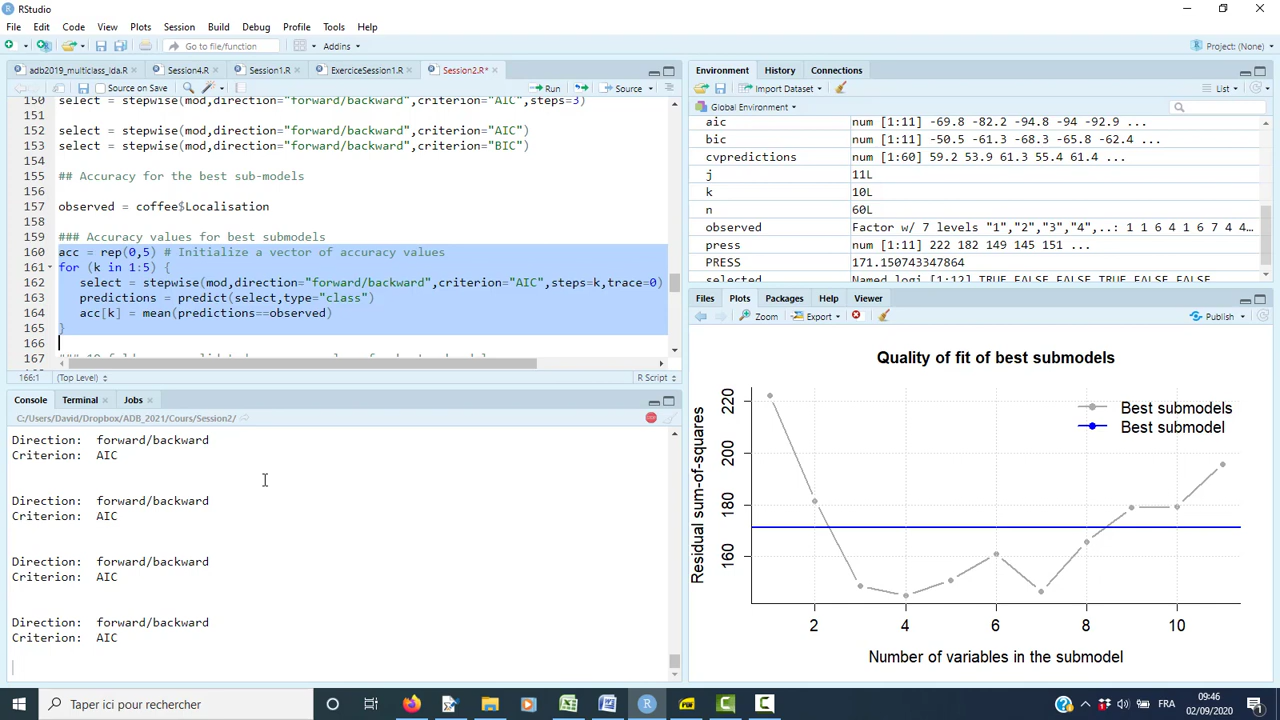 RStudio
File Edit Code View Plots Session Build Debug Profile Tools Help
Go to file/function Addins Project: (None)
adb2019_multiclass_lda.R Session4.R Session1.R ExerciceSession1.R Session2.R*
Source on Save Run Source
150 select = stepwise(mod,direction="forward/backward",criterion="AIC",steps=3)
151
152 select = stepwise(mod,direction="forward/backward",criterion="AIC")
153 select = stepwise(mod,direction="forward/backward",criterion="BIC")
154
155 ## Accuracy for the best sub-models
156
157 observed = coffee$Localisation
158
159 ### Accuracy values for best submodels
160 acc = rep(0,5) # Initialize a vector of accuracy values
161 for (k in 1:5) {
162 select = stepwise(mod,direction="forward/backward",criterion="AIC",steps=k,trace=0)
163 predictions = predict(select,type="class")
164 acc[k] = mean(predictions==observed)
165 }
166
167
166:1 (Top Level) R Script
Console Terminal Jobs
C:/Users/David/Dropbox/ADB_2021/Cours/Session2/
Direction: forward/backward
Criterion: AIC
Direction: forward/backward
Criterion: AIC
Direction: forward/backward
Criterion: AIC
Direction: forward/backward
Criterion: AIC
Environment History Connections
Import Dataset List
Global Environment
aic num [1:11] -69.8 -82.2 -94.8 -94 -92.9 ...
bic num [1:11] -50.5 -61.3 -68.3 -65.8 -62.4 ...
cvpredictions num [1:60] 59.2 53.9 61.3 55.4 61.4 ...
j 11L
k 10L
n 60L
observed Factor w/ 7 levels "1","2","3","4",..: 1 1 6 4 1 6 7 4 4...
press num [1:11] 222 182 149 145 151 ...
PRESS 171.150743347864
selected Named logi [1:12] TRUE FALSE FALSE TRUE FALSE FALSE
Files Plots Packages Help Viewer
Zoom Export Publish
Quality of fit of best submodels
Best submodels
Best submodel
Residual sum-of-squares
220
200
180
160
2 4 6 8 10
Number of variables in the submodel
Taper ici pour rechercher
FRA
09:46
02/09/2020